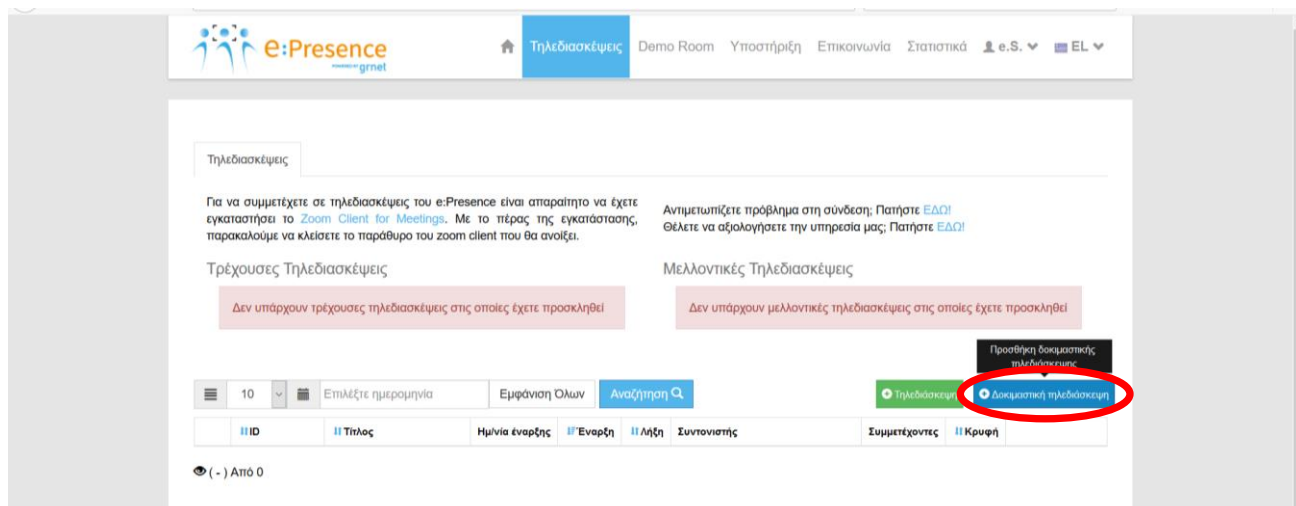 e:Presence
POWERED BY grnet
Τηλεδιασκέψεις Demo Room Υποστήριξη Επικοινωνία Στατιστικά e.S. EL
Τηλεδιασκέψεις
Για να συμμετέχετε σε τηλεδιασκέψεις του e:Presence είναι απαραίτητο να έχετε
εγκαταστήσει το Zoom Client for Meetings. Με το πέρας της εγκατάστασης,
παρακαλούμε να κλείσετε το παράθυρο του zoom client που θα ανοίξει.
Αντιμετωπίζετε πρόβλημα στη σύνδεση; Πατήστε ΕΔΩ!
Θέλετε να αξιολογήσετε την υπηρεσία μας; Πατήστε ΕΔΩ!
Τρέχουσες Τηλεδιασκέψεις
Δεν υπάρχουν τρέχουσες τηλεδιασκέψεις στις οποίες έχετε προσκληθεί
Μελλοντικές Τηλεδιασκέψεις
Δεν υπάρχουν μελλοντικές τηλεδιασκέψεις στις οποίες έχετε προσκληθεί
Προσθήκη δοκιμαστικής
τηλεδιάσκεψης
10 Επιλέξτε ημερομηνία Εμφάνιση Όλων Αναζήτηση Τηλεδιάσκεψη Δοκιμαστική τηλεδιάσκεψη
ID Τίτλος Ημ/νία έναρξης Έναρξη Λήξη Συντονιστής Συμμετέχοντες Κρυφή
( - ) Από 0